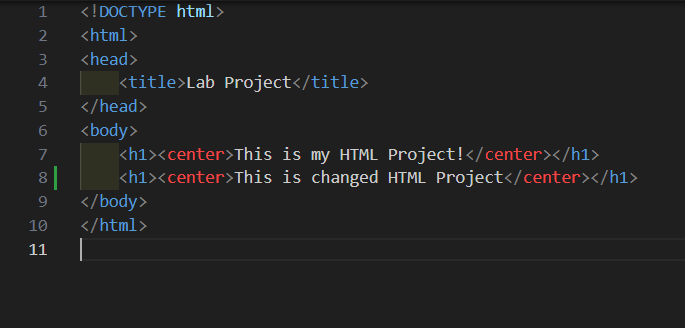 1 <!DOCTYPE html>
2 <html>
3 <head>
4     <title>Lab Project</title>
5 </head>
6 <body>
7     <h1><center>This is my HTML Project!</center></h1>
8     <h1><center>This is changed HTML Project</center></h1>
9 </body>
10 </html>
11